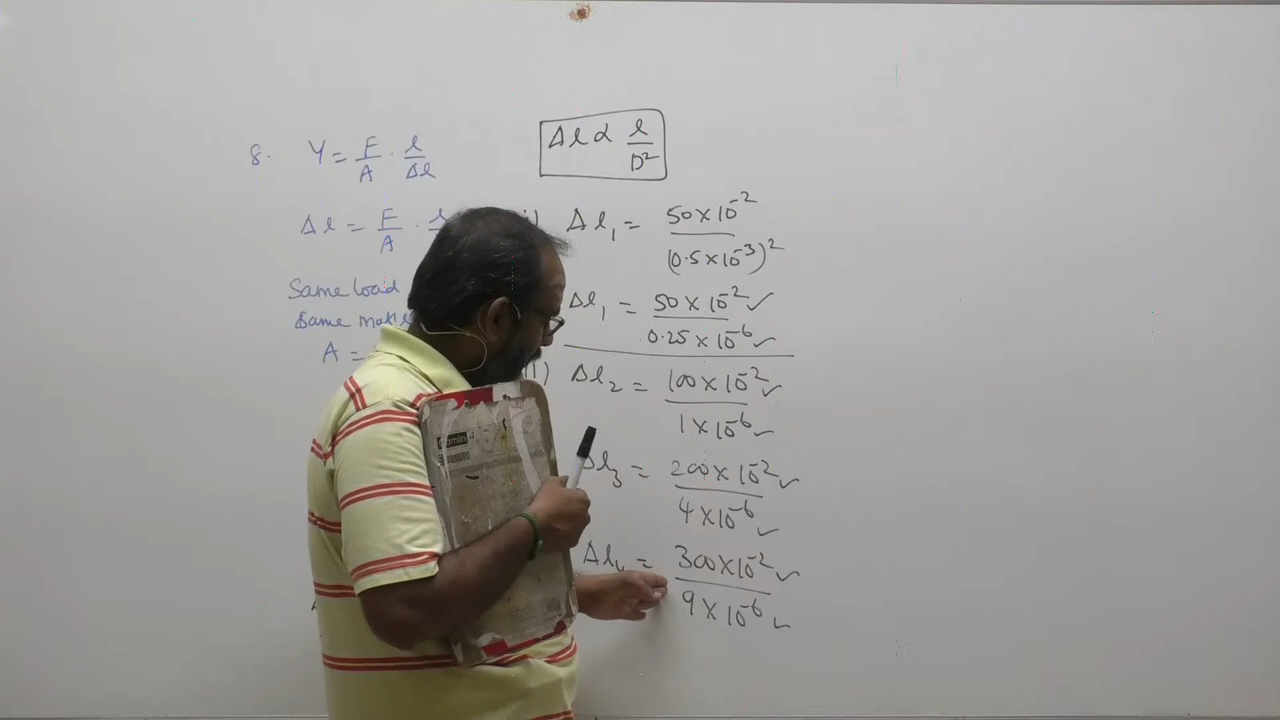 8. Y = F/A · l/Δl
Δl = F/A ·
Same load
Same
A =
Δl ∝ l/D²
Δl₁ = 50×10⁻²/(0.5×10⁻³)²
Δl₁ = 50×10⁻² ✓/0.25×10⁻⁶ ✓
Δl₂ = 100×10⁻² ✓/1×10⁻⁶ ✓
Δl₃ = 200×10⁻² ✓/4×10⁻⁶ ✓
Δl₄ = 300×10⁻² ✓/9×10⁻⁶ ✓